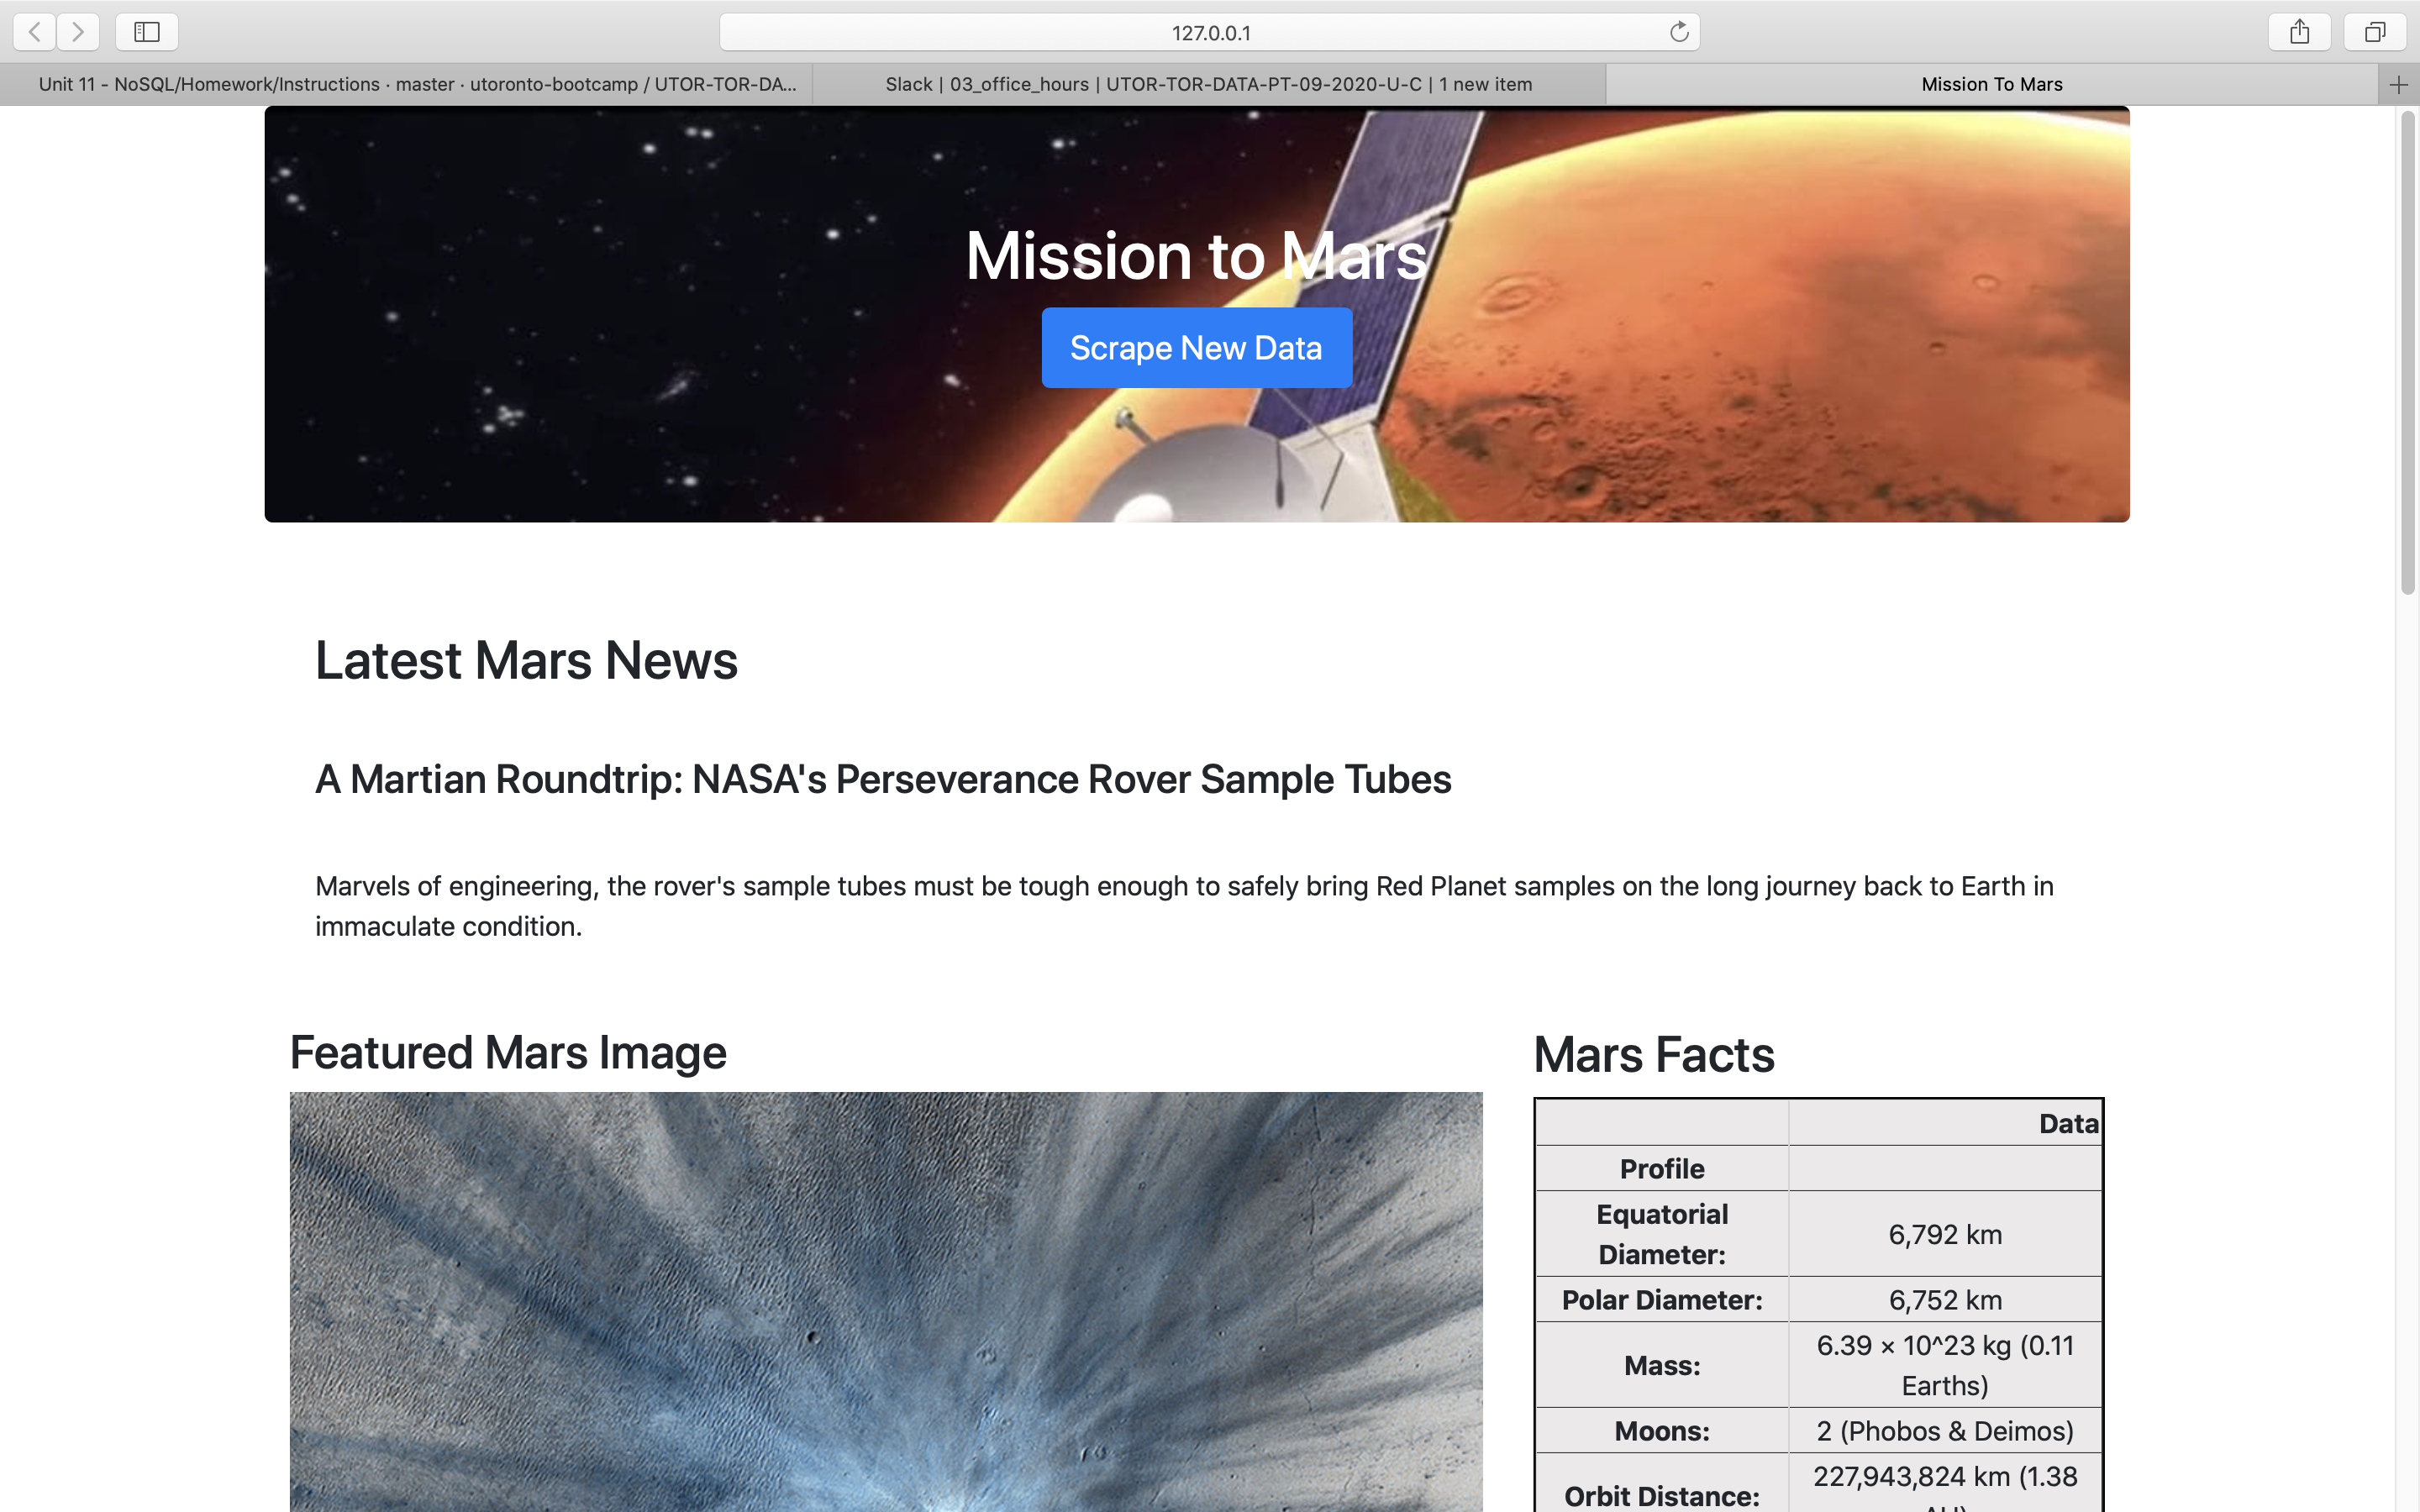 127.0.0.1
Unit 11 - NoSQL/Homework/Instructions · master · utoronto-bootcamp / UTOR-TOR-DA...
Slack | 03_office_hours | UTOR-TOR-DATA-PT-09-2020-U-C | 1 new item
Mission To Mars
Mission to Mars
Scrape New Data
Latest Mars News
A Martian Roundtrip: NASA's Perseverance Rover Sample Tubes
Marvels of engineering, the rover's sample tubes must be tough enough to safely bring Red Planet samples on the long journey back to Earth in
immaculate condition.
Featured Mars Image
Mars Facts
Data
Profile
Equatorial
Diameter:
6,792 km
Polar Diameter:
6,752 km
Mass:
6.39 × 10^23 kg (0.11
Earths)
Moons:
2 (Phobos & Deimos)
Orbit Distance:
227,943,824 km (1.38